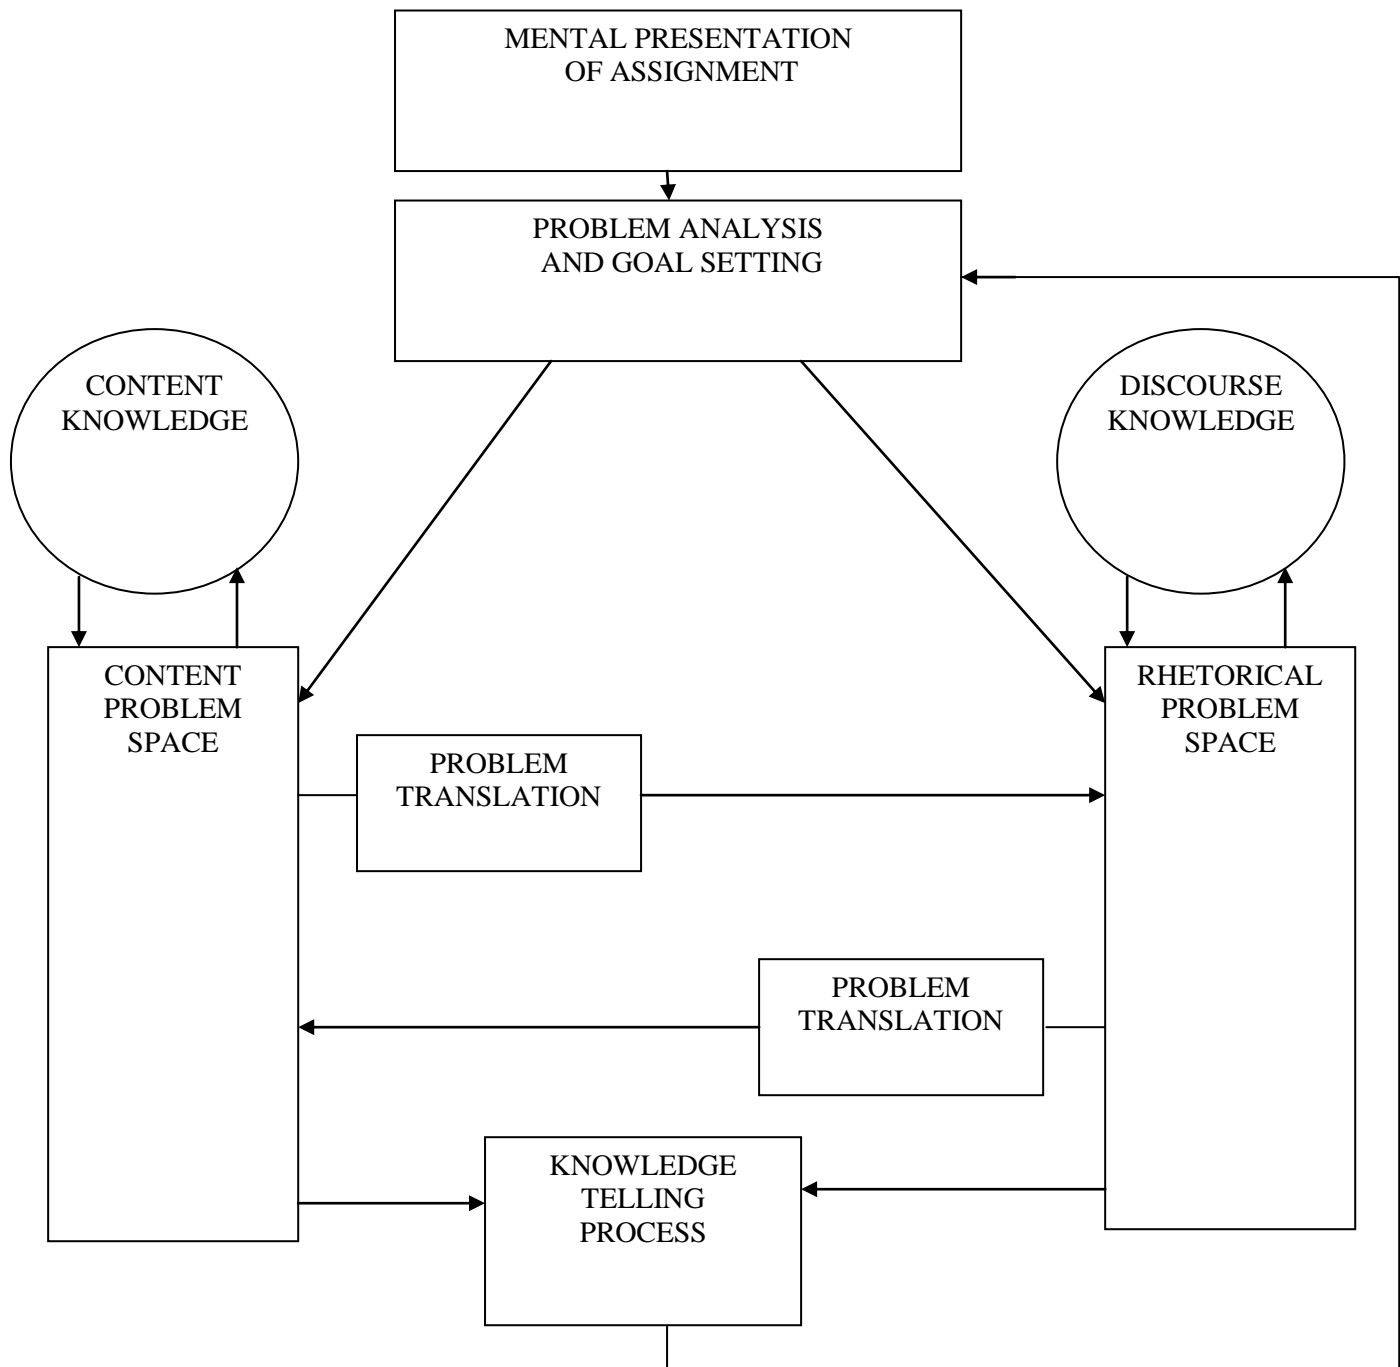 MENTAL PRESENTATION
OF ASSIGNMENT
PROBLEM ANALYSIS
AND GOAL SETTING
CONTENT
KNOWLEDGE
DISCOURSE
KNOWLEDGE
CONTENT
PROBLEM
SPACE
RHETORICAL
PROBLEM
SPACE
PROBLEM
TRANSLATION
PROBLEM
TRANSLATION
KNOWLEDGE
TELLING
PROCESS